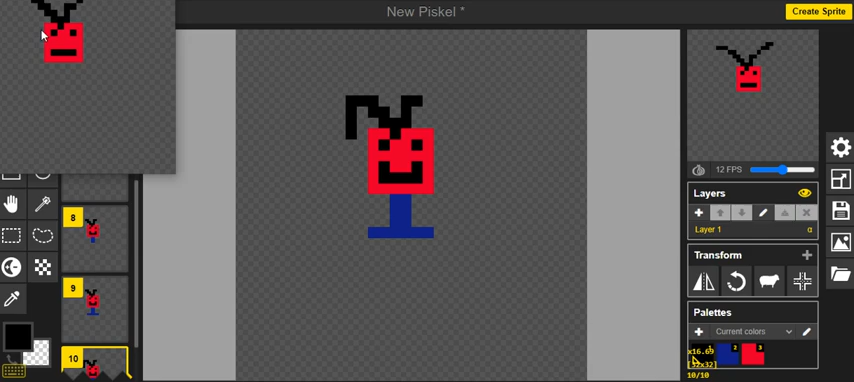 New Piskel *
Create Sprite
12 FPS
Layers
Layer 1
α
Transform
Palettes
Current colors
1
2
3
x16.69
[32x32]
10/10
8
9
10